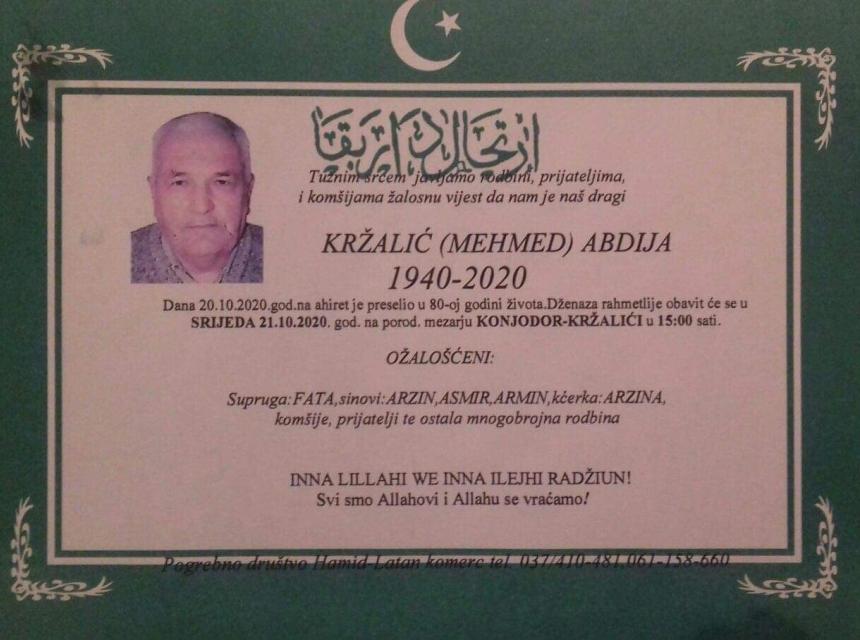 ارتحال دار بقا
Tužnim srcem javljamo rodbini, prijateljima,
i komšijama žalosnu vijest da nam je naš dragi
KRŽALIĆ (MEHMED) ABDIJA
1940-2020
Dana 20.10.2020.god.na ahiret je preselio u 80-oj godini života.Dženaza rahmetlije obavit će se u
SRIJEDA 21.10.2020. god. na porod. mezarju KONJODOR-KRŽALIĆI u 15:00 sati.
OŽALOŠĆENI:
Supruga:FATA,sinovi:ARZIN,ASMIR,ARMIN,kćerka:ARZINA,
komšije, prijatelji te ostala mnogobrojna rodbina
INNA LILLAHI WE INNA ILEJHI RADŽIUN!
Svi smo Allahovi i Allahu se vraćamo!
Pogrebno društvo Hamid-Latan komerc tel. 037/410-481,061-158-660